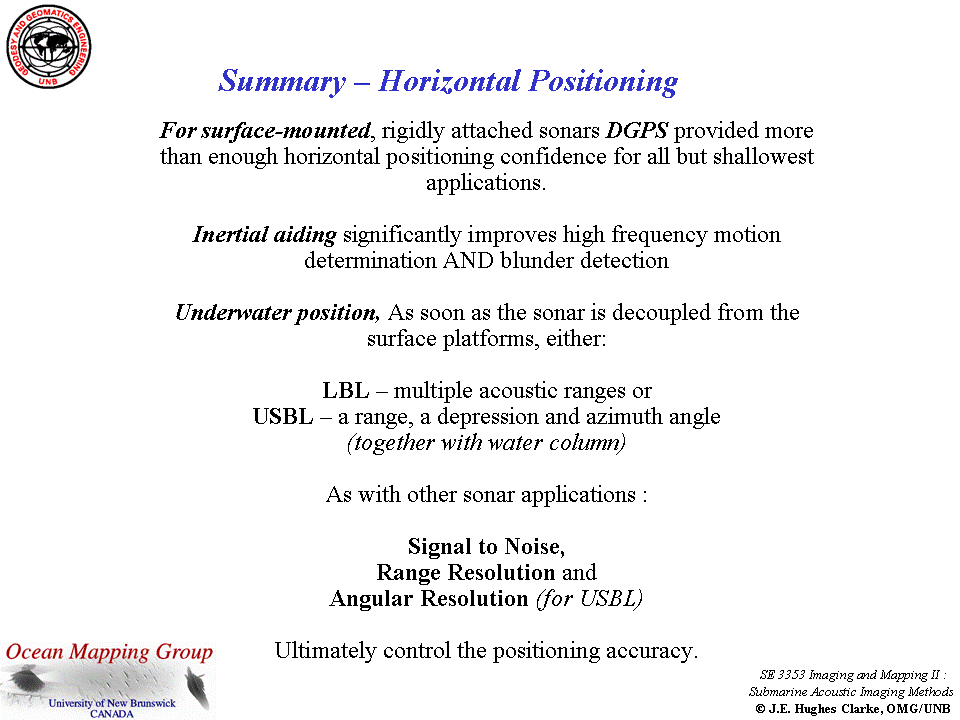 GEODESY AND GEOMATICS ENGINEERING
UNB
Summary – Horizontal Positioning
For surface-mounted, rigidly attached sonars DGPS provided more
than enough horizontal positioning confidence for all but shallowest
applications.
Inertial aiding significantly improves high frequency motion
determination AND blunder detection
Underwater position, As soon as the sonar is decoupled from the
surface platforms, either:
LBL – multiple acoustic ranges or
USBL – a range, a depression and azimuth angle
(together with water column)
As with other sonar applications :
Signal to Noise,
Range Resolution and
Angular Resolution (for USBL)
Ultimately control the positioning accuracy.
Ocean Mapping Group
University of New Brunswick
CANADA
SE 3353 Imaging and Mapping II :
Submarine Acoustic Imaging Methods
© J.E. Hughes Clarke, OMG/UNB